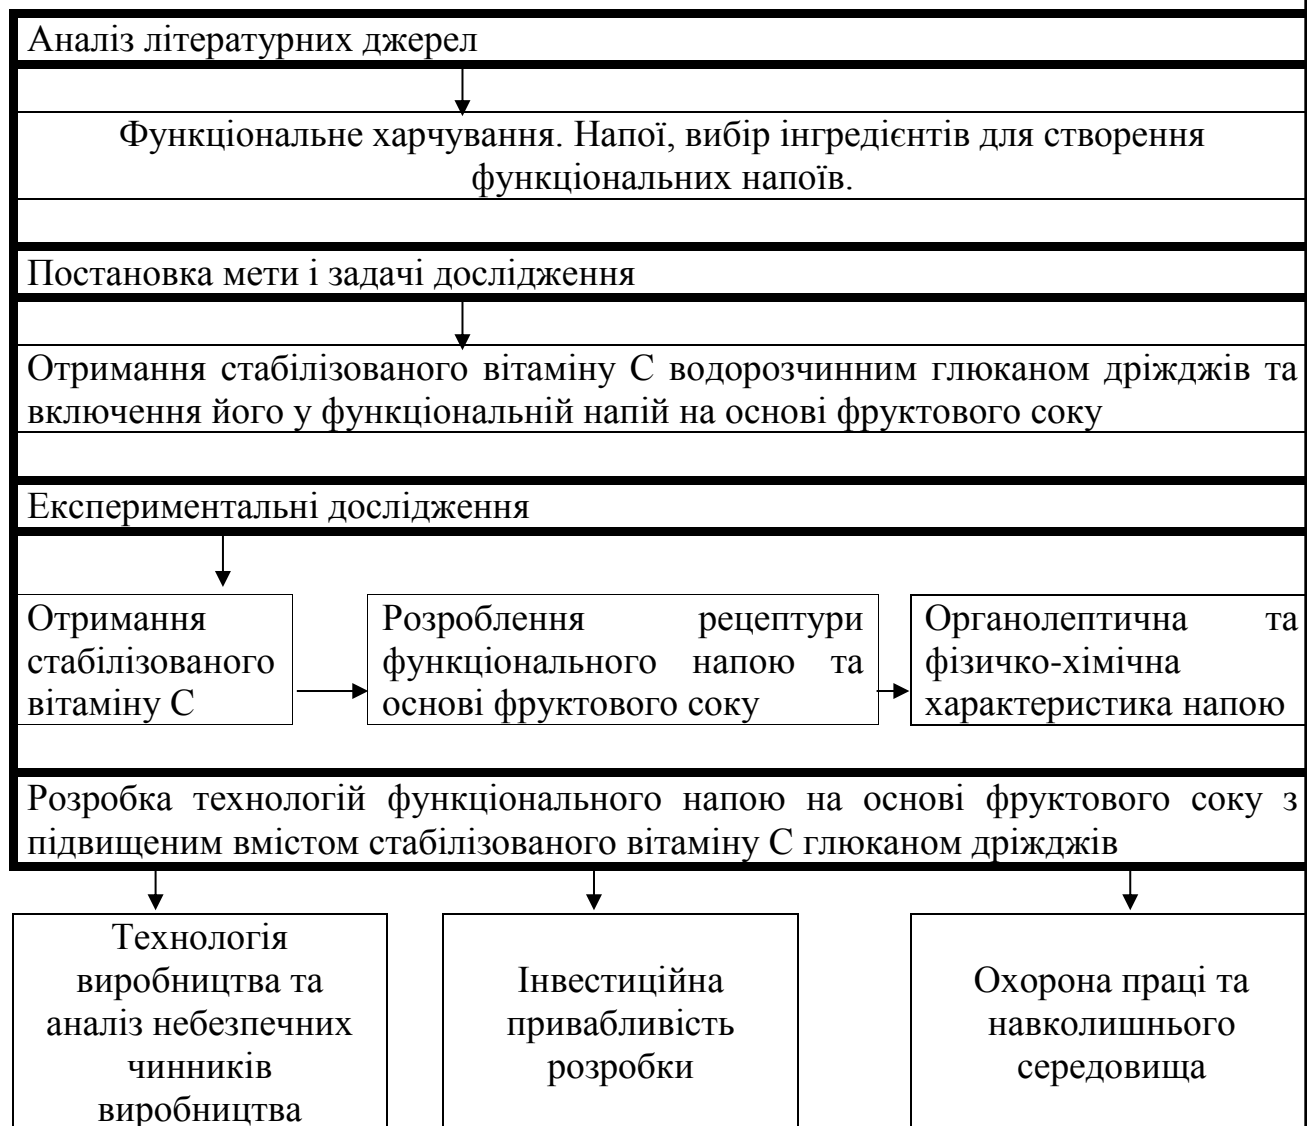 Аналіз літературних джерел
Функціональне харчування. Напої, вибір інгредієнтів для створення
функціональних напоїв.
Постановка мети і задачі дослідження
Отримання стабілізованого вітаміну С водорозчинним глюканом дріжджів та
включення його у функціональній напій на основі фруктового соку
Експериментальні дослідження
Отримання
стабілізованого
вітаміну С
Розроблення рецептури
функціонального напою та
основі фруктового соку
Органолептична та
фізичко-хімічна
характеристика напою
Розробка технологій функціонального напою на основі фруктового соку з
підвищеним вмістом стабілізованого вітаміну С глюканом дріжджів
Технологія
виробництва та
аналіз небезпечних
чинників
виробництва
Інвестиційна
привабливість
розробки
Охорона праці та
навколишнього
середовища